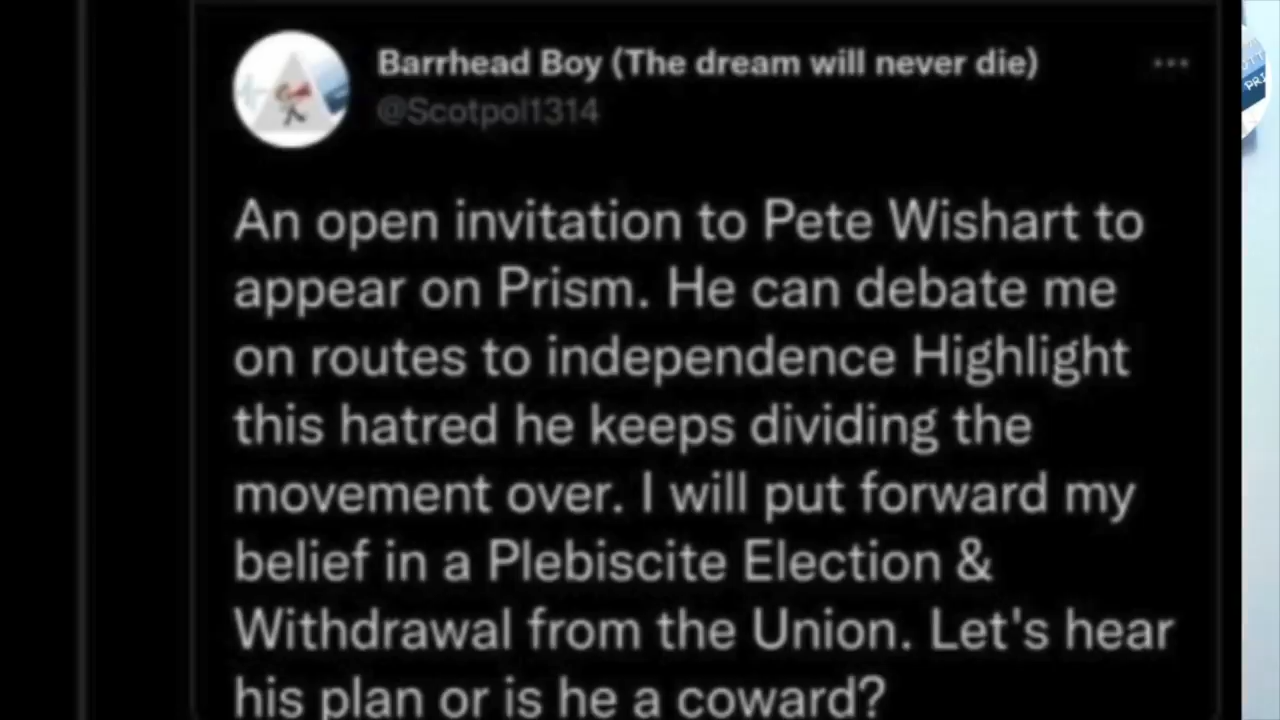 Barrhead Boy (The dream will never die)
@Scotpol1314
An open invitation to Pete Wishart to
appear on Prism. He can debate me
on routes to independence Highlight
this hatred he keeps dividing the
movement over. I will put forward my
belief in a Plebiscite Election &
Withdrawal from the Union. Let's hear
his plan or is he a coward?
PRI